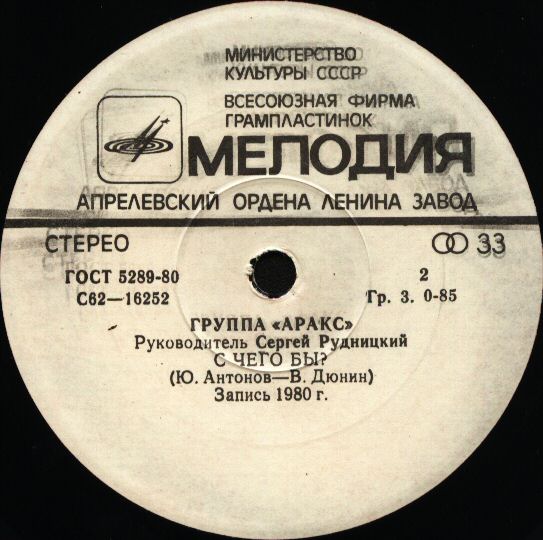 МИНИСТЕРСТВО
КУЛЬТУРЫ СССР
ВСЕСОЮЗНАЯ ФИРМА
ГРАМПЛАСТИНОК
МЕЛОДИЯ
АПРЕЛЕВСКИЙ ОРДЕНА ЛЕНИНА ЗАВОД
СТЕРЕО 33
ГОСТ 5289-80 2
С62—16252 Гр. 3. 0-85
ГРУППА «АРАКС»
Руководитель Сергей Рудницкий
С ЧЕГО БЫ?
(Ю. Антонов—В. Дюнин)
Запись 1980 г.